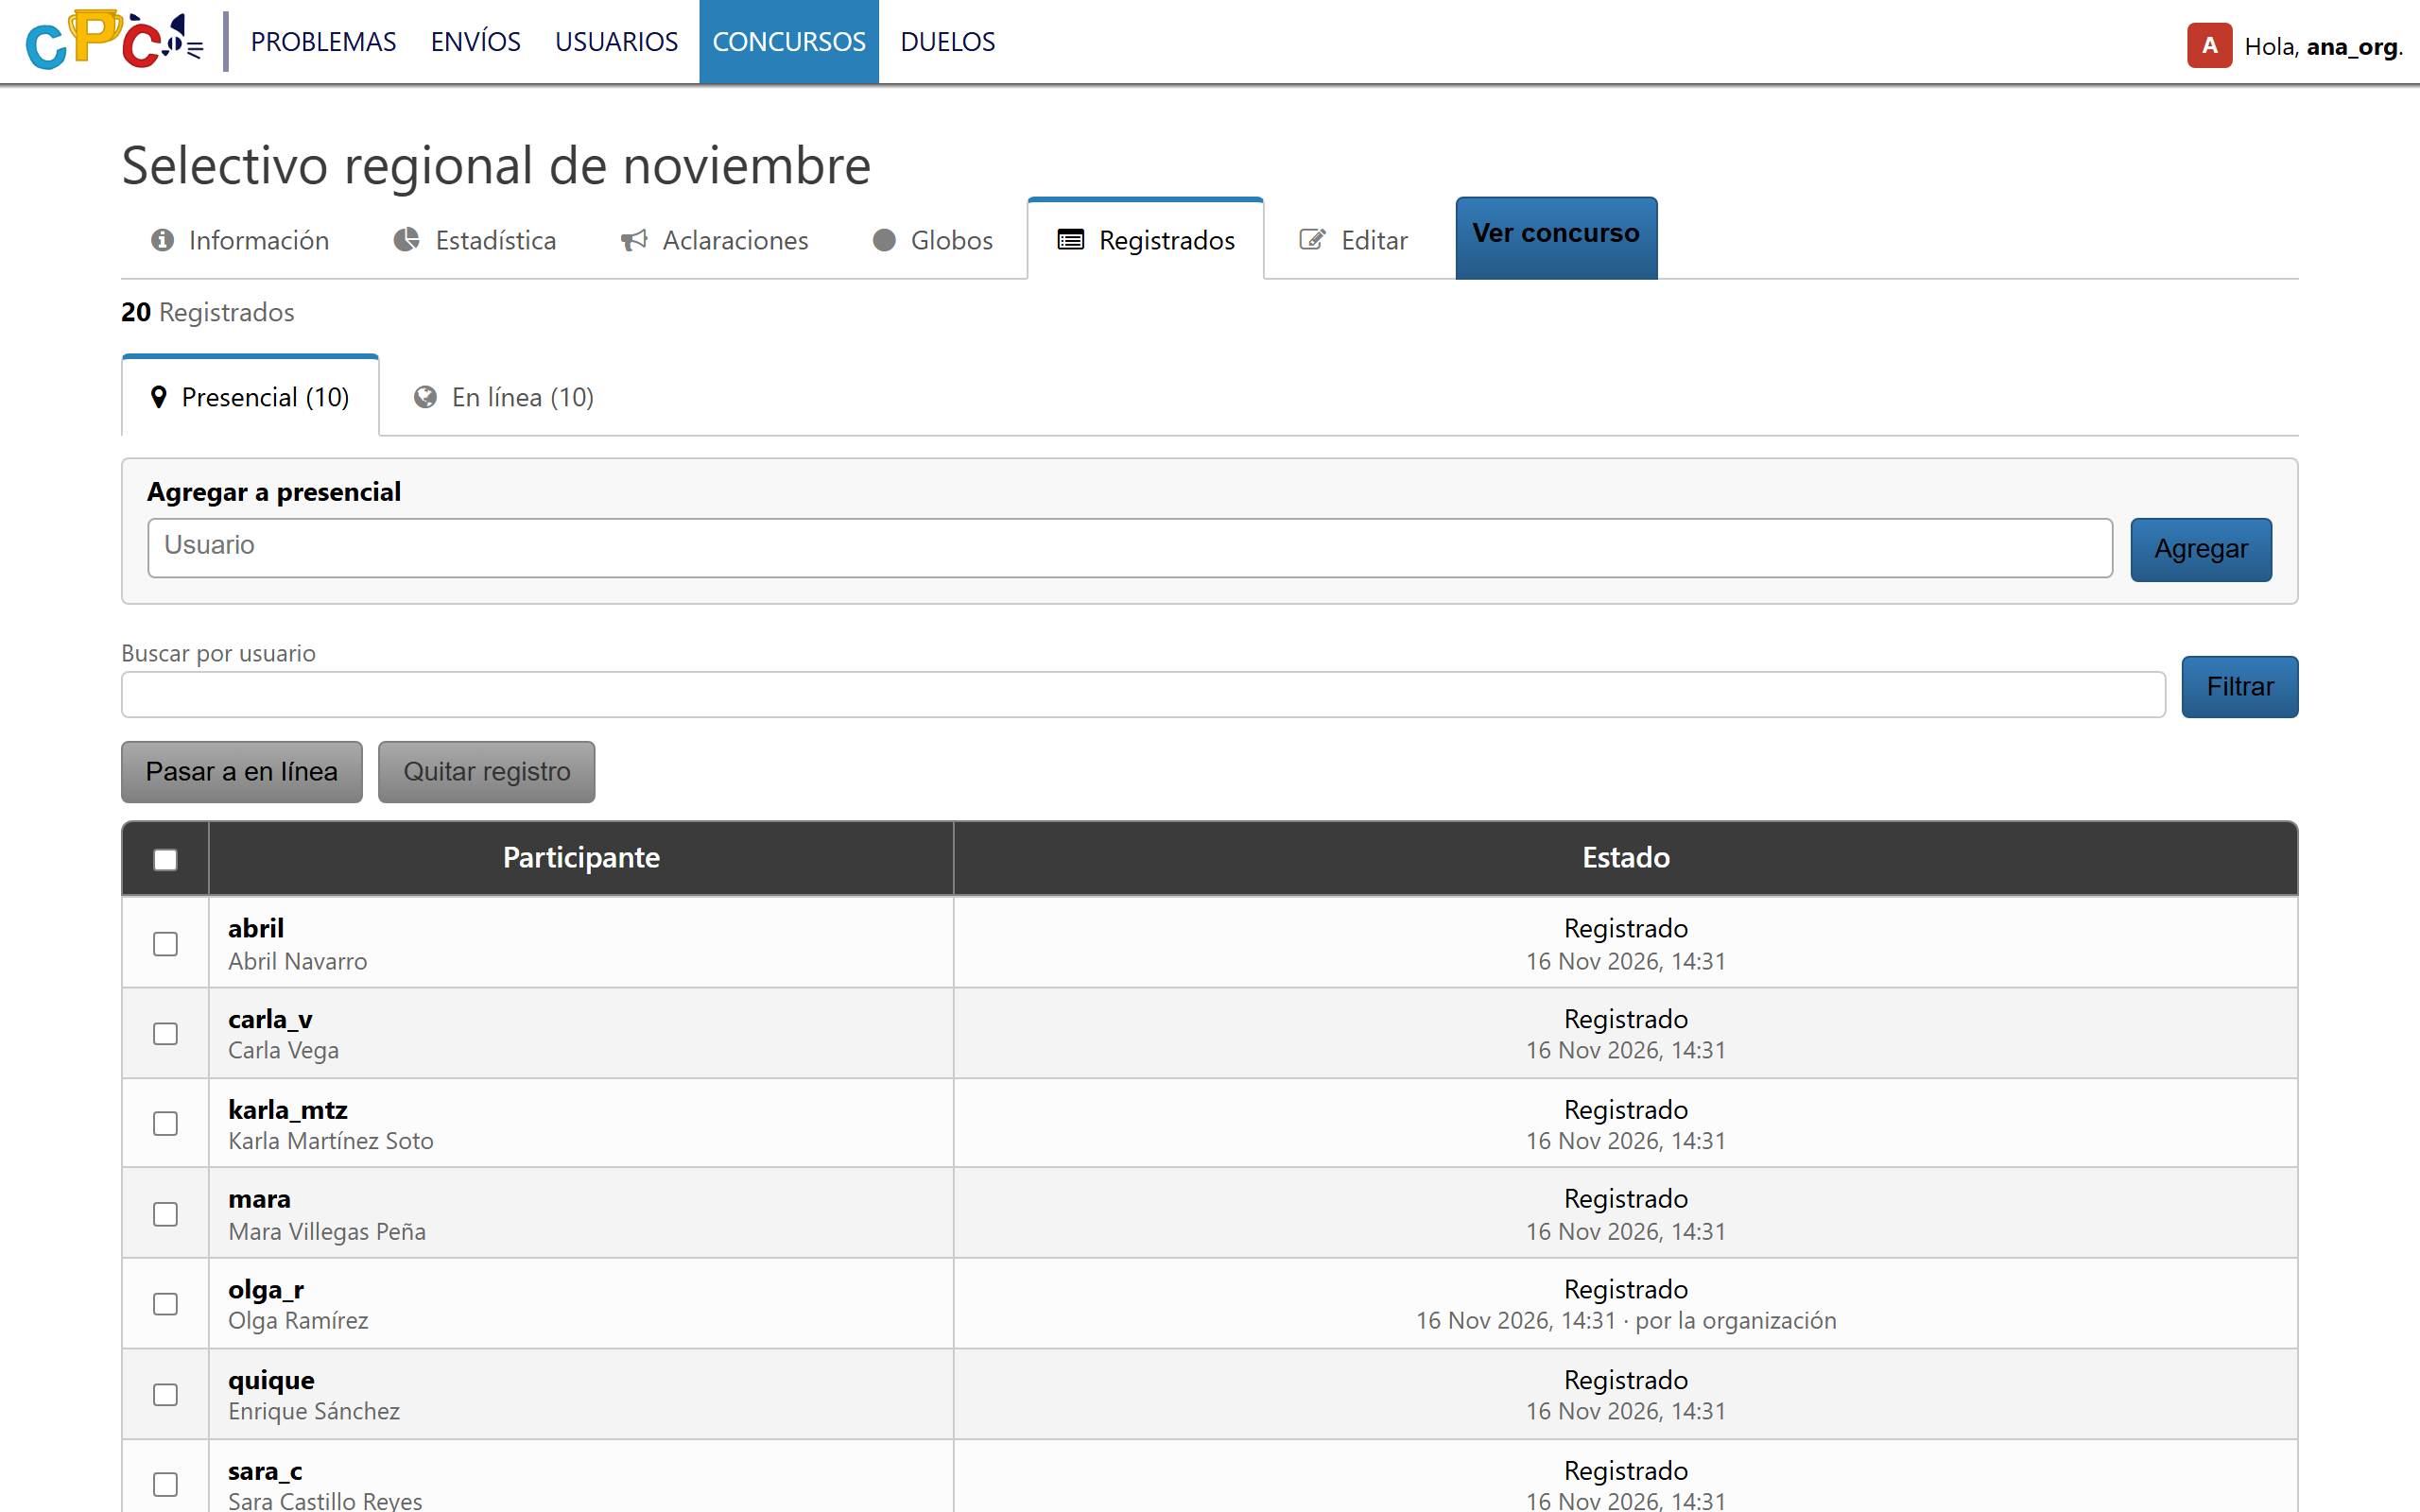 CPC
PROBLEMAS ENVÍOS USUARIOS CONCURSOS DUELOS
A Hola, ana_org.
Selectivo regional de noviembre
Información Estadística Aclaraciones Globos Registrados Editar Ver concurso
20 Registrados
Presencial (10) En línea (10)
Agregar a presencial
Usuario Agregar
Buscar por usuario
Filtrar
Pasar a en línea Quitar registro
Participante Estado
abril Registrado
Abril Navarro 16 Nov 2026, 14:31
carla_v Registrado
Carla Vega 16 Nov 2026, 14:31
karla_mtz Registrado
Karla Martínez Soto 16 Nov 2026, 14:31
mara Registrado
Mara Villegas Peña 16 Nov 2026, 14:31
olga_r Registrado
Olga Ramírez 16 Nov 2026, 14:31 · por la organización
quique Registrado
Enrique Sánchez 16 Nov 2026, 14:31
sara_c Registrado
Sara Castillo Reyes 16 Nov 2026, 14:31